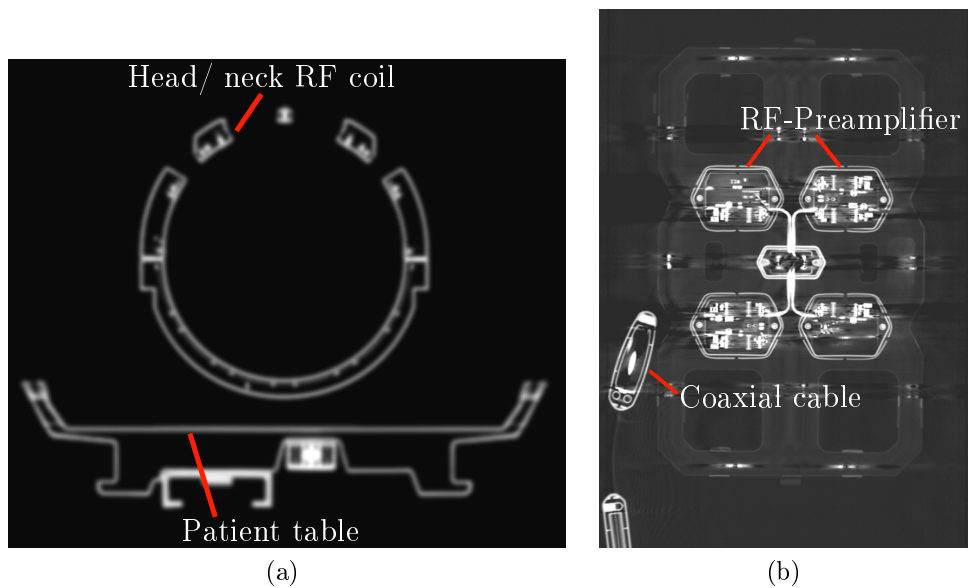 Head/ neck RF coil
Patient table
(a)
RF-Preamplifier
Coaxial cable
(b)